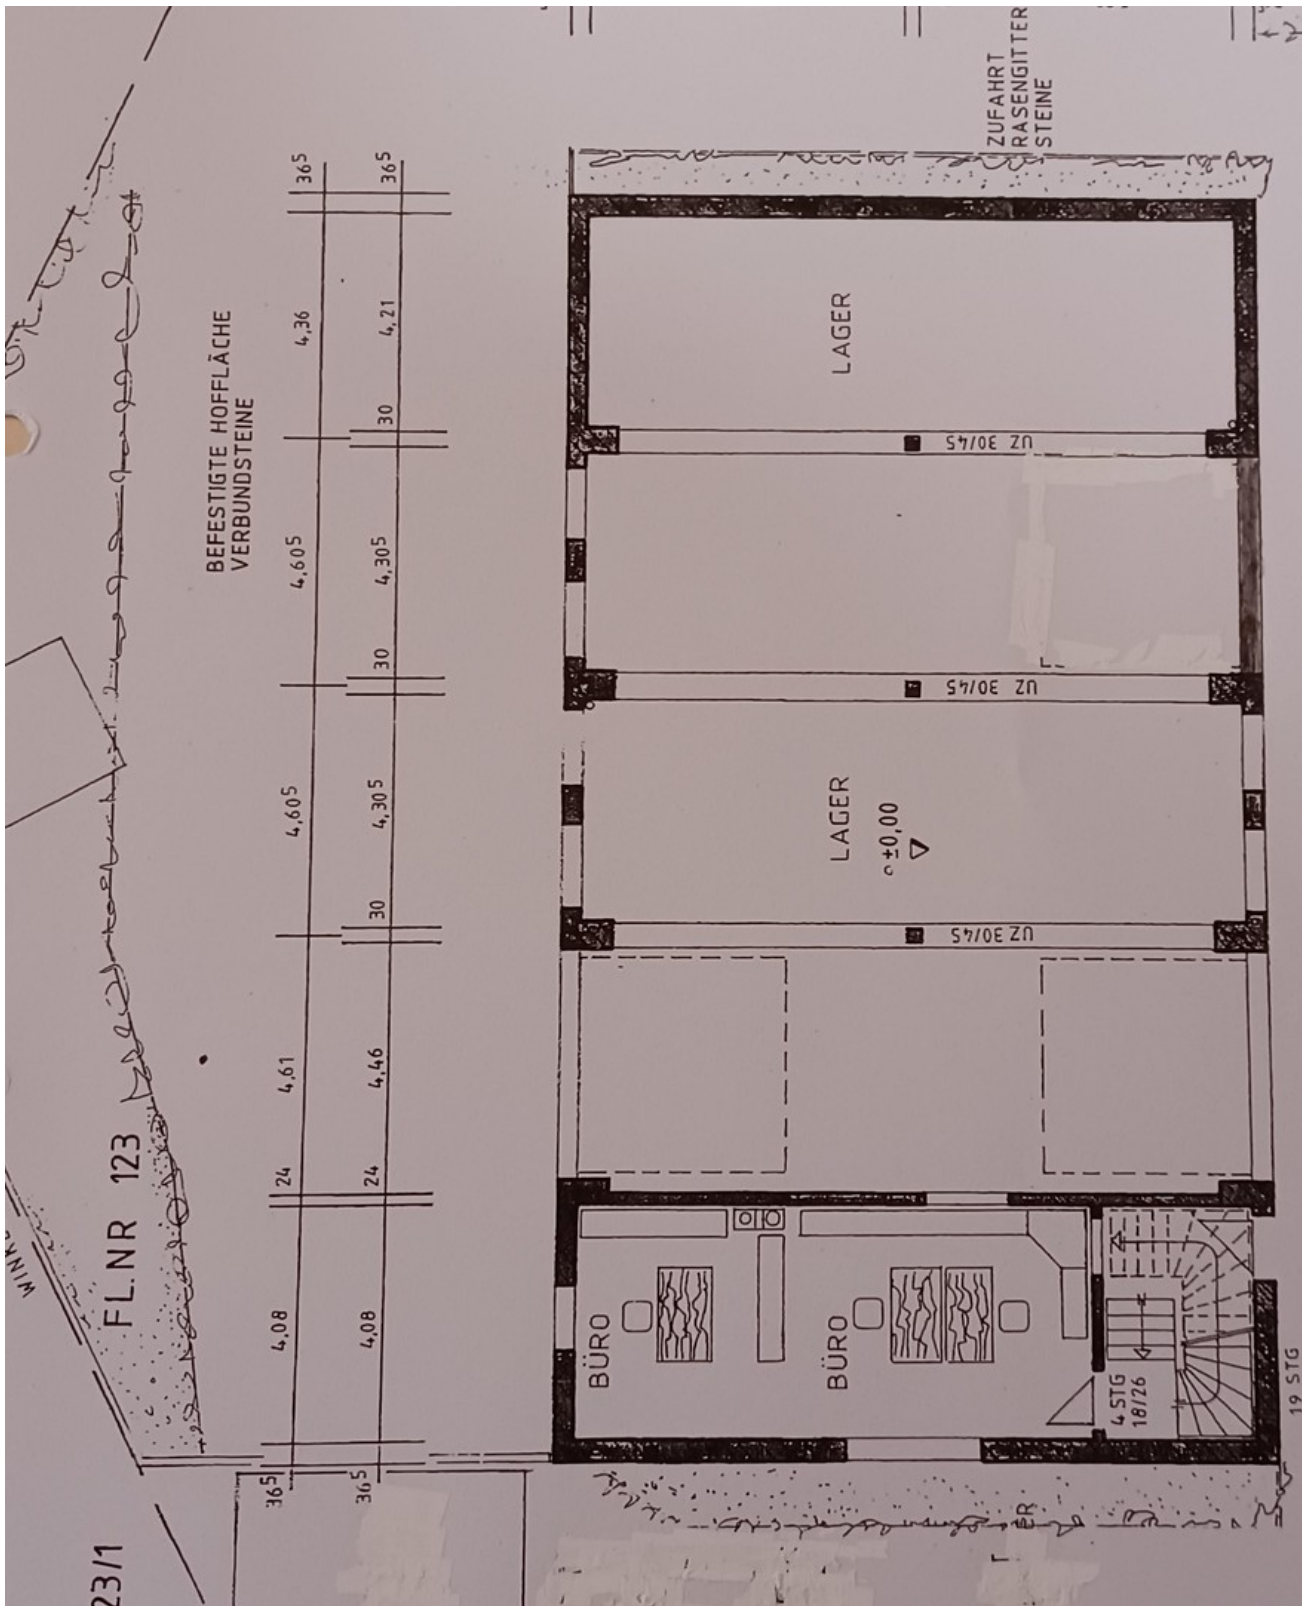 ZUFAHRT
RASENGITTER
STEINE
36⁵
36⁵
BEFESTIGTE HOFFLÄCHE
VERBUNDSTEINE
4,36
4,21
30
LAGER
UZ 30/45
4,60⁵
4,30⁵
30
UZ 30/45
4,60⁵
4,30⁵
30
LAGER
±0,00
UZ 30/45
4,61
4,46
24
24
FL.NR 123
4,08
4,08
BÜRO
BÜRO
4 STG
18/26
19 STG
36⁵
36⁵
23/1